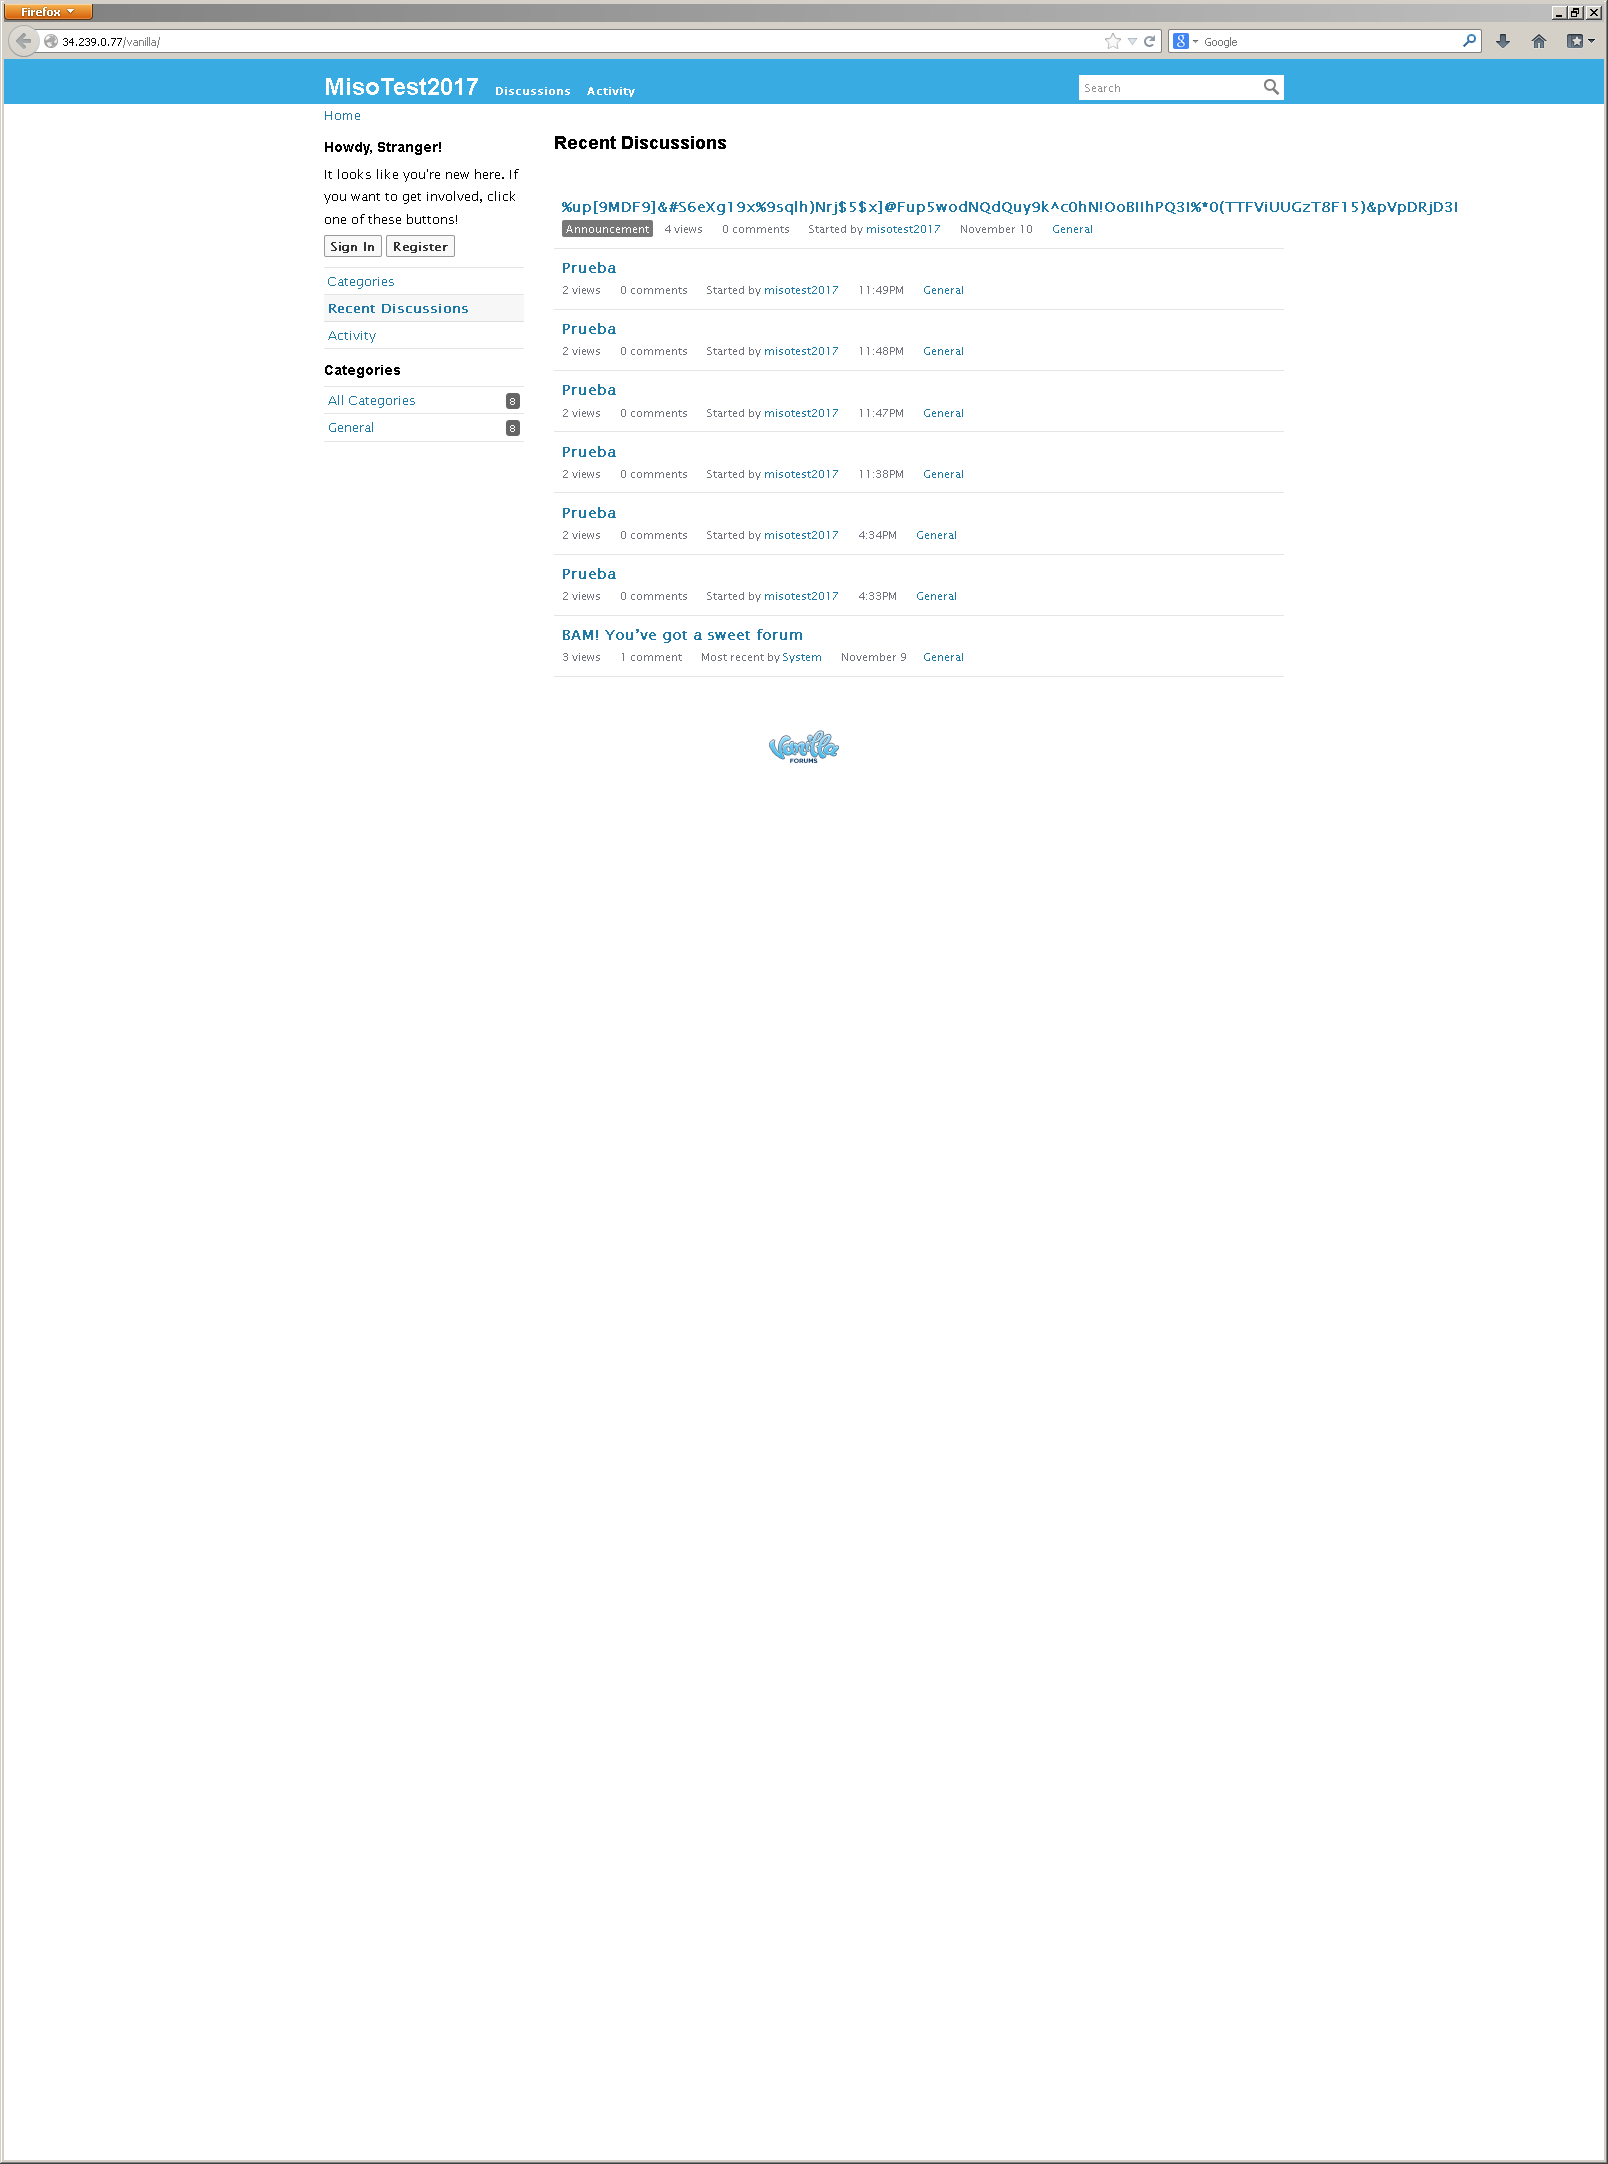 Firefox
34.239.0.77/vanilla/
Google
MisoTest2017 Discussions Activity
Search
Home
Howdy, Stranger!
It looks like you're new here. If
you want to get involved, click
one of these buttons!
Sign In Register
Categories
Recent Discussions
Activity
Categories
All Categories 8
General 8
Recent Discussions
%up[9MDF9]&#S6eXg19x%9sqlh)Nrj$5$x]@Fup5wodNQdQuy9k^c0hN!OoBIIhPQ3I%*0(TTFViUUGzT8F15)&pVpDRjD3I
Announcement 4 views 0 comments Started by misotest2017 November 10 General
Prueba
2 views 0 comments Started by misotest2017 11:49PM General
Prueba
2 views 0 comments Started by misotest2017 11:48PM General
Prueba
2 views 0 comments Started by misotest2017 11:47PM General
Prueba
2 views 0 comments Started by misotest2017 11:38PM General
Prueba
2 views 0 comments Started by misotest2017 4:34PM General
Prueba
2 views 0 comments Started by misotest2017 4:33PM General
BAM! You’ve got a sweet forum
3 views 1 comment Most recent by System November 9 General
Vanilla
FORUMS